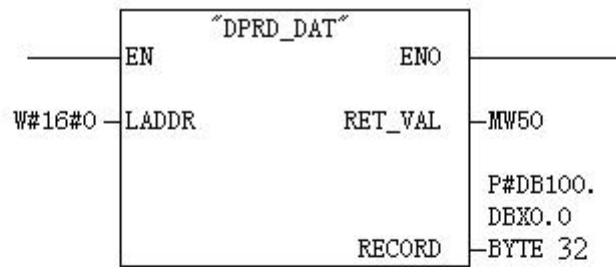 "DPRD_DAT"
EN ENO
W#16#0 LADDR RET_VAL MW50
P#DB100.
DBX0.0
RECORD BYTE 32